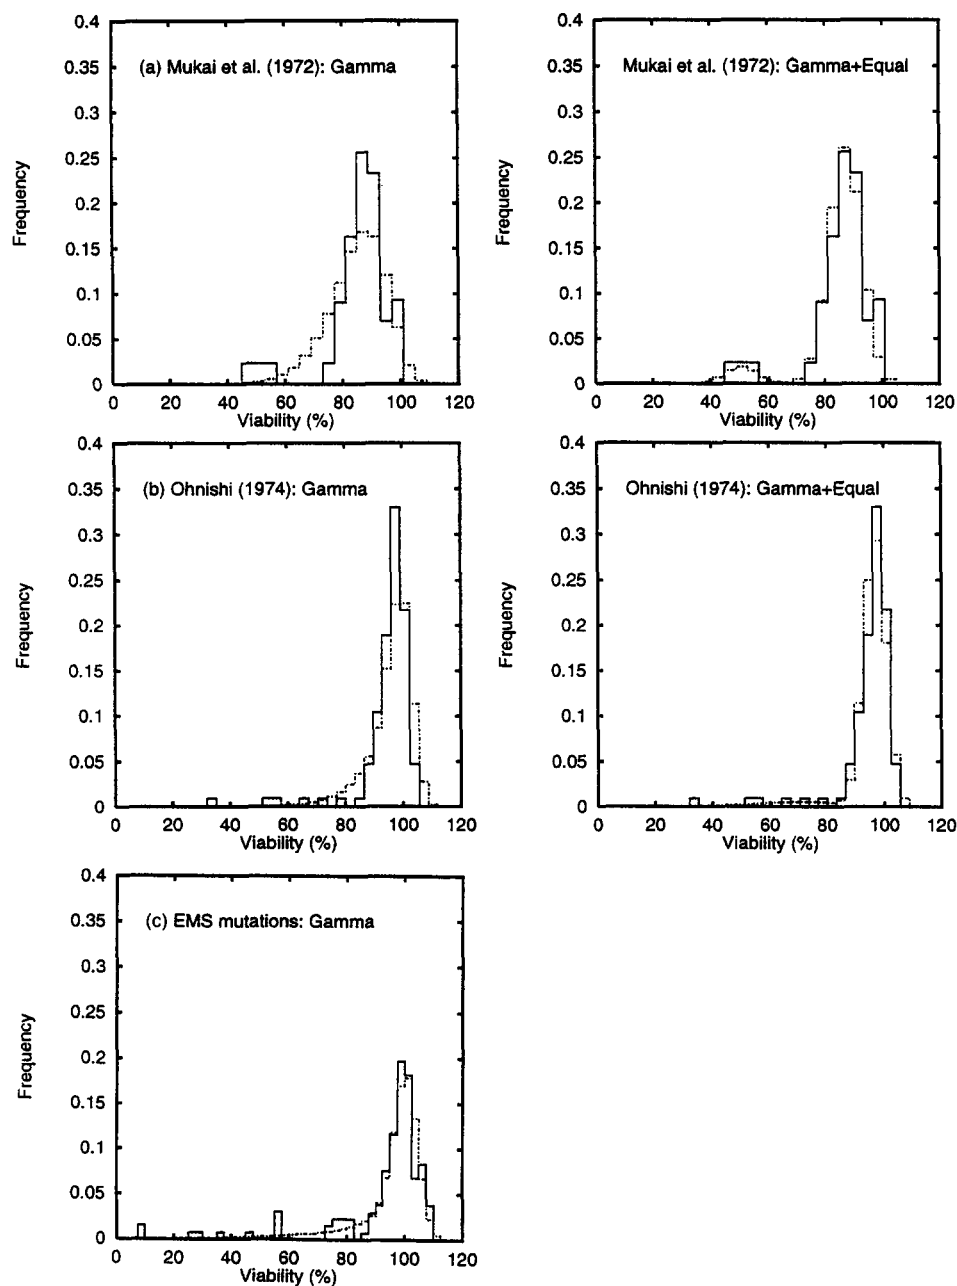 0.4
0.35
0.3
0.25
0.2
0.15
0.1
0.05
0
Frequency
(a) Mukai et al. (1972): Gamma
0 20 40 60 80 100 120
Viability (%)
0.4
0.35
0.3
0.25
0.2
0.15
0.1
0.05
0
Frequency
Mukai et al. (1972): Gamma+Equal
0 20 40 60 80 100 120
Viability (%)
0.4
0.35
0.3
0.25
0.2
0.15
0.1
0.05
0
Frequency
(b) Ohnishi (1974): Gamma
0 20 40 60 80 100 120
Viability (%)
0.4
0.35
0.3
0.25
0.2
0.15
0.1
0.05
0
Frequency
Ohnishi (1974): Gamma+Equal
0 20 40 60 80 100 120
Viability (%)
0.4
0.35
0.3
0.25
0.2
0.15
0.1
0.05
0
Frequency
(c) EMS mutations: Gamma
0 20 40 60 80 100 120
Viability (%)